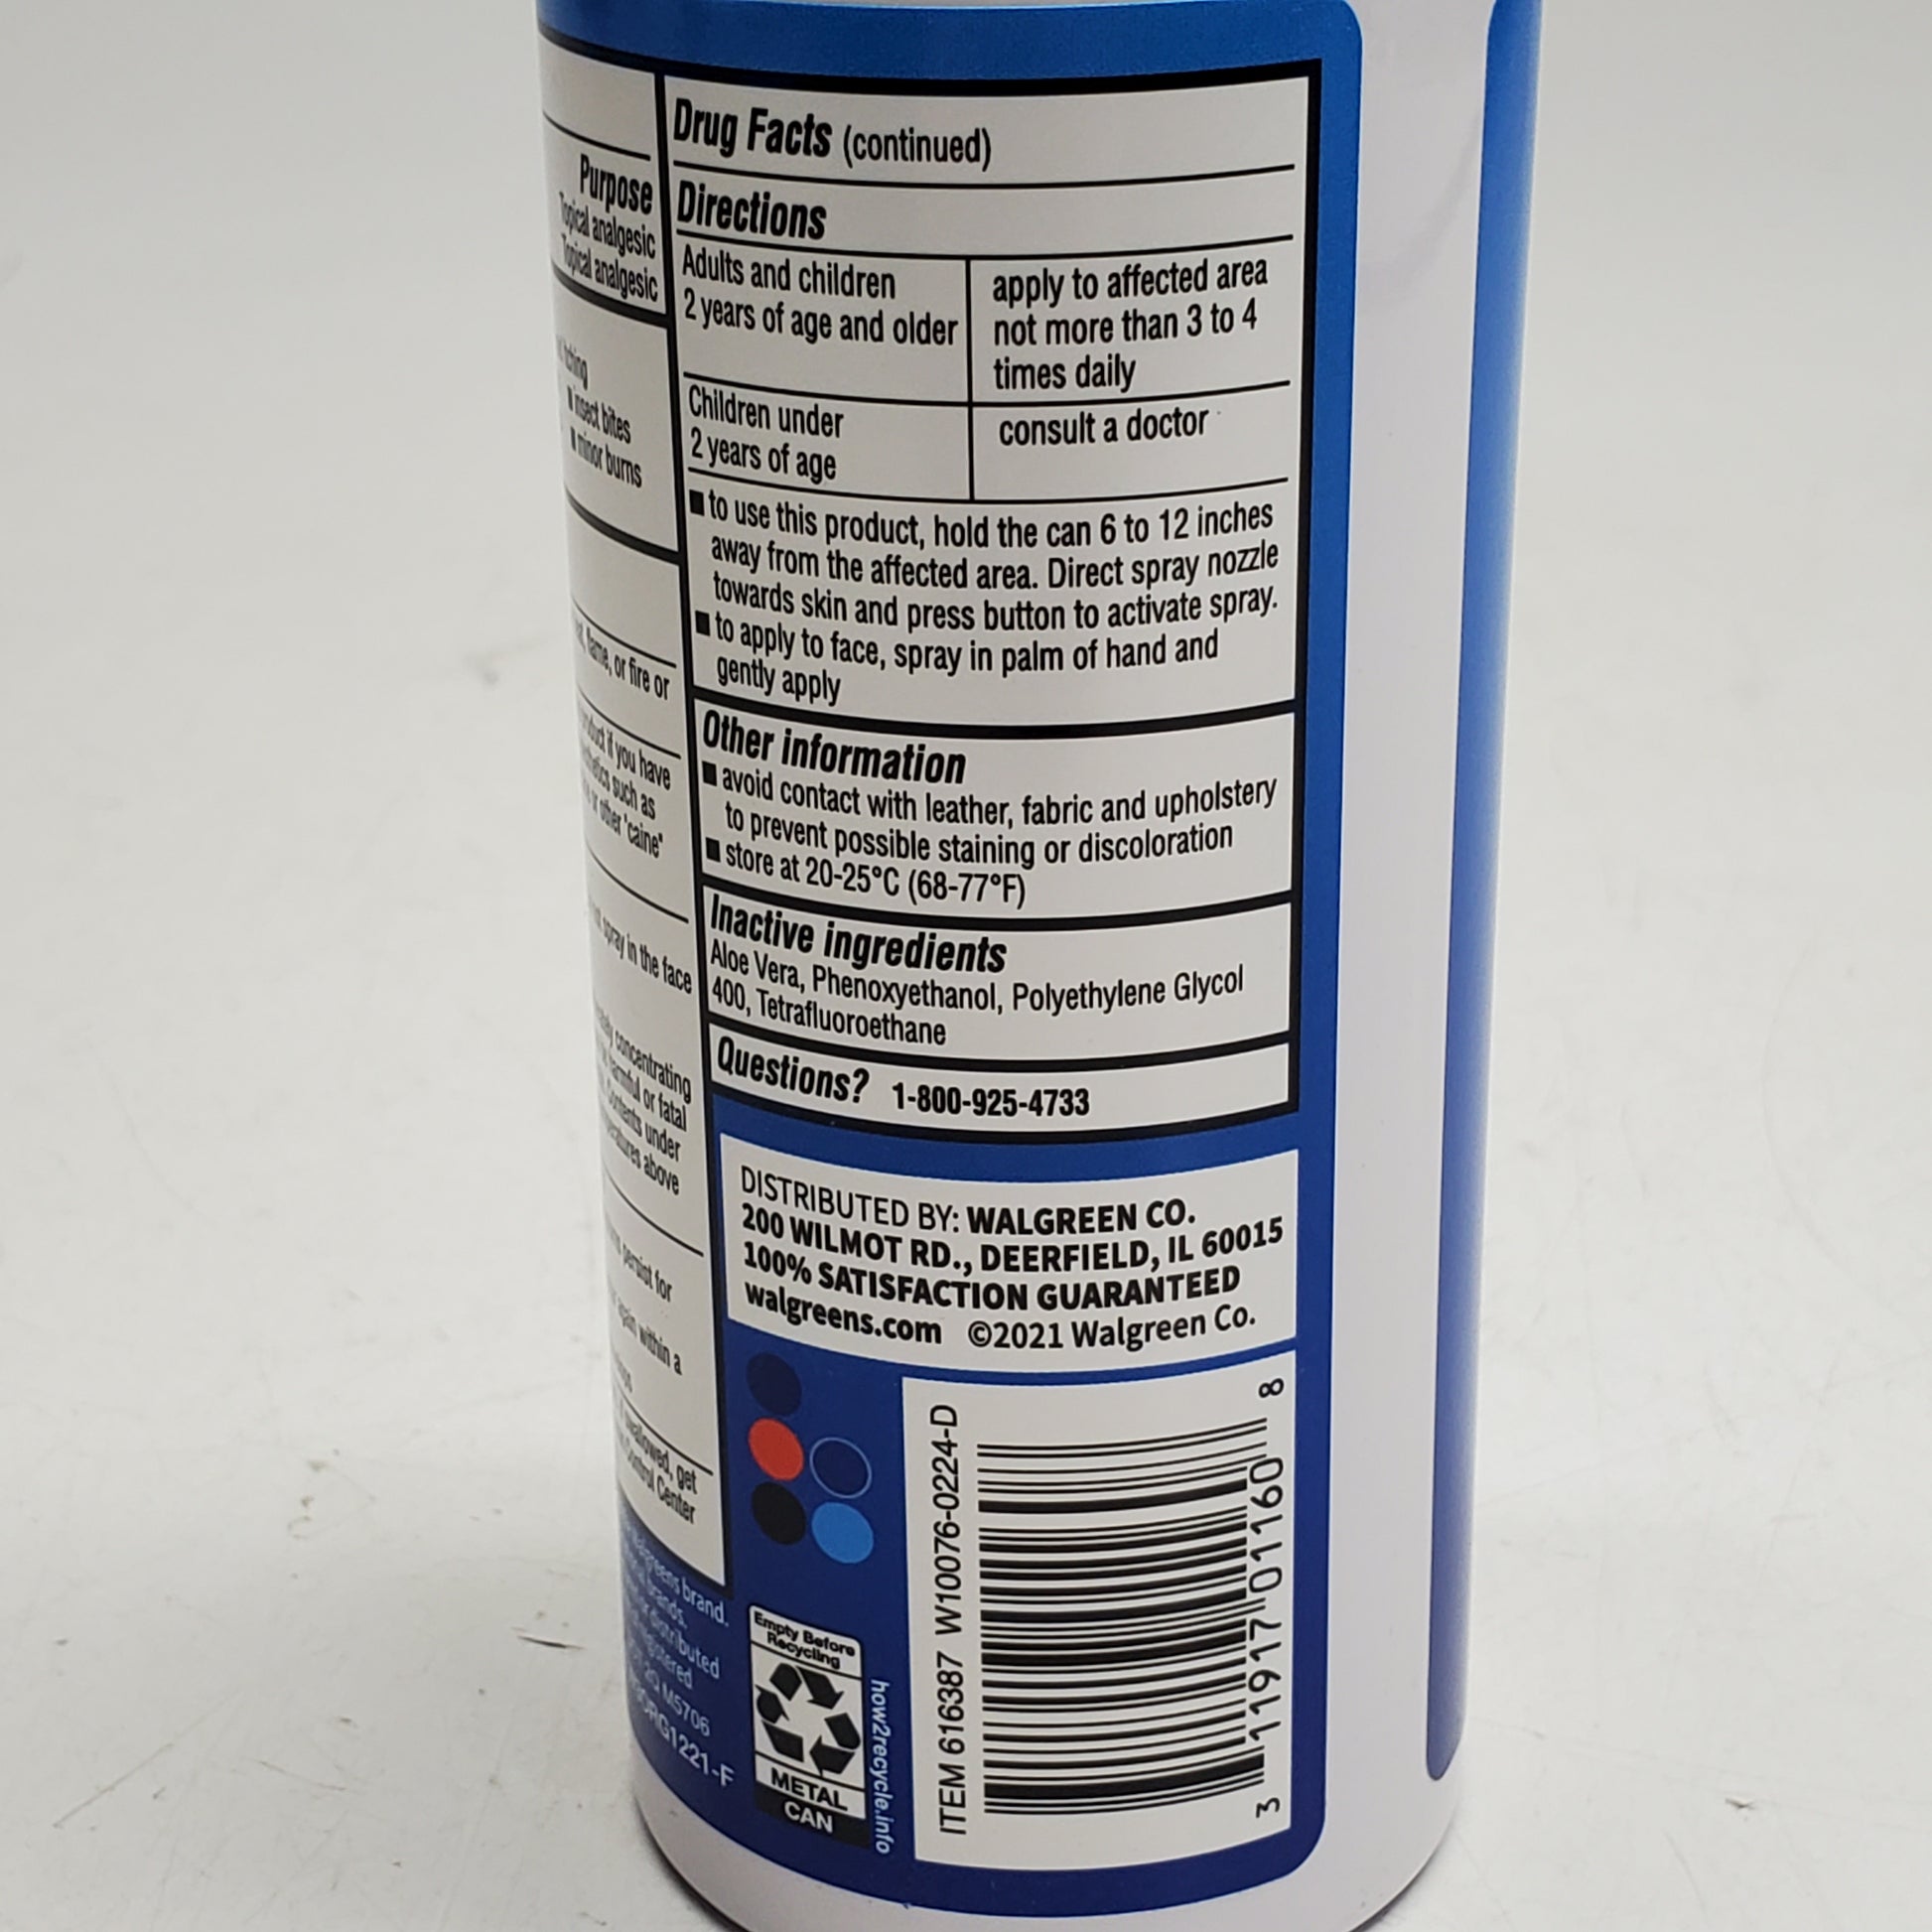 Purpose
Topical analgesic
Topical analgesic
itching
■ insect bites
■ minor burns
flame, or fire or
if you have
such as
or other "caine"
spray in the face
concentrating
harmful or fatal
Contents under
above
persist for
again within a
swallowed, get
Control Center
Walgreens brand.
brands.
distributed
M5706
1221-F
Drug Facts (continued)
Directions
Adults and children
2 years of age and older
apply to affected area
not more than 3 to 4
times daily
Children under
2 years of age
consult a doctor
■ to use this product, hold the can 6 to 12 inches
away from the affected area. Direct spray nozzle
towards skin and press button to activate spray.
■ to apply to face, spray in palm of hand and
gently apply
Other information
■ avoid contact with leather, fabric and upholstery
to prevent possible staining or discoloration
■ store at 20-25°C (68-77°F)
Inactive ingredients
Aloe Vera, Phenoxyethanol, Polyethylene Glycol
400, Tetrafluoroethane
Questions? 1-800-925-4733
DISTRIBUTED BY: WALGREEN CO.
200 WILMOT RD., DEERFIELD, IL 60015
100% SATISFACTION GUARANTEED
walgreens.com ©2021 Walgreen Co.
Empty Before
Recycling
METAL
CAN
how2recycle.info
ITEM 616387 W10076-0224-D
3 11917 01160 8